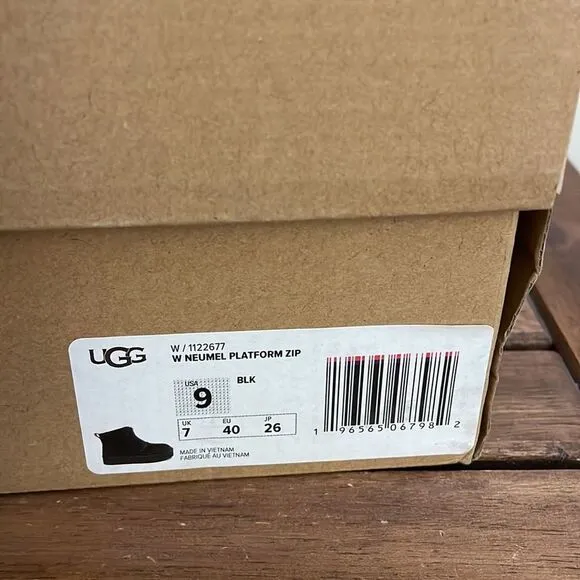 UGG
W / 1122677
W NEUMEL PLATFORM ZIP
USA
9
BLK
UK EU JP
7 40 26
MADE IN VIETNAM
FABRIQUÉ AU VIETNAM
1 96565 06798 2